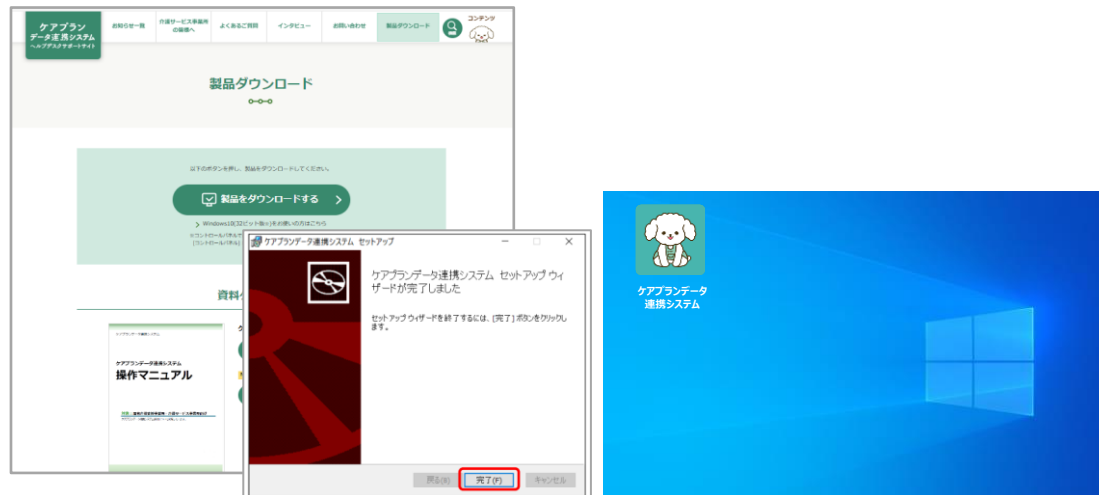 ケアプラン
データ連携システム
ヘルプデスクサポートサイト
お知らせ一覧
介護サービス事業所
の皆様へ
よくあるご質問
インタビュー
お問い合わせ
製品ダウンロード
コンテンツ
製品ダウンロード
以下のボタンを押し、製品をダウンロードしてください。
製品をダウンロードする
資料
ケアプランデータ連携システム
操作マニュアル
ケアプランデータ連携システム セットアップ
ケアプランデータ連携システム セットアップ ウィ
ザードが完了しました
セットアップ ウィザードを終了するには、[完了] ボタンをクリックし
ます。
戻る(B)
完了(F)
キャンセル
ケアプランデータ
連携システム